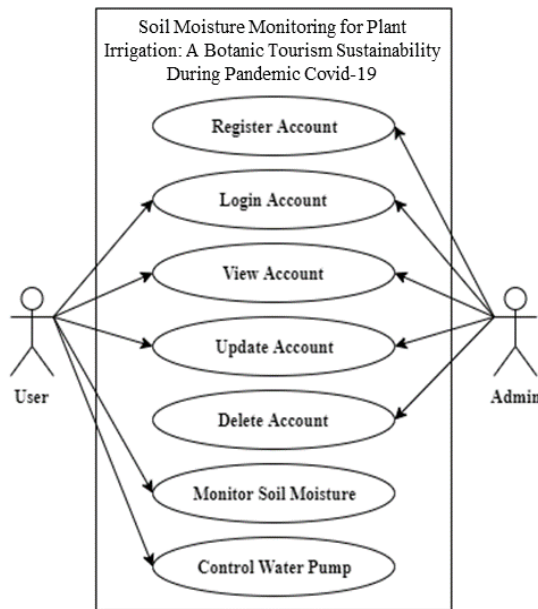 Soil Moisture Monitoring for Plant
Irrigation: A Botanic Tourism Sustainability
During Pandemic Covid-19
Register Account
Login Account
View Account
Update Account
User
Admin
Delete Account
Monitor Soil Moisture
Control Water Pump